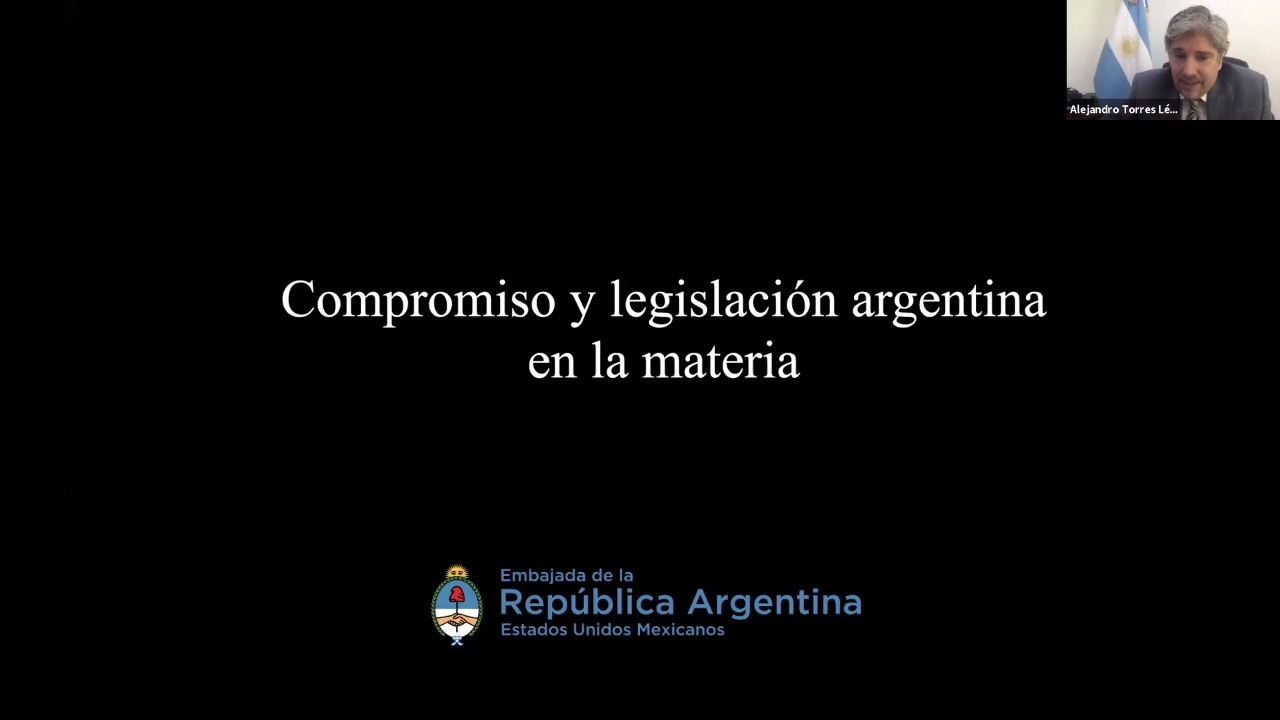 Alejandro Torres Lé...
Compromiso y legislación argentina
en la materia
Embajada de la
República Argentina
Estados Unidos Mexicanos